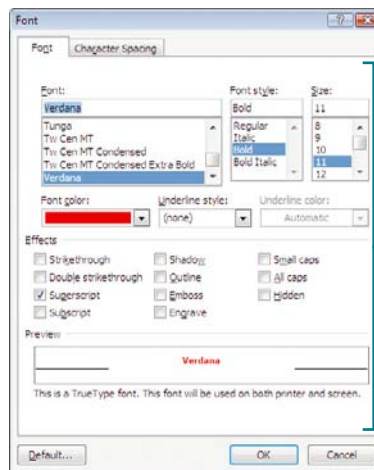 Font
Font Character Spacing
Font: Font style: Size:
Verdana Bold 11
Tunga Regular 8
Tw Cen MT Italic 9
Tw Cen MT Condensed Bold 10
Tw Cen MT Condensed Extra Bold Bold Italic 11
Verdana 12
Font color: Underline style: Underline color:
(none) Automatic
Effects
Strikethrough Shadow Small caps
Double strikethrough Outline All caps
Superscript Emboss Hidden
Subscript Engrave
Preview
Verdana
This is a TrueType font. This font will be used on both printer and screen.
Default... OK Cancel